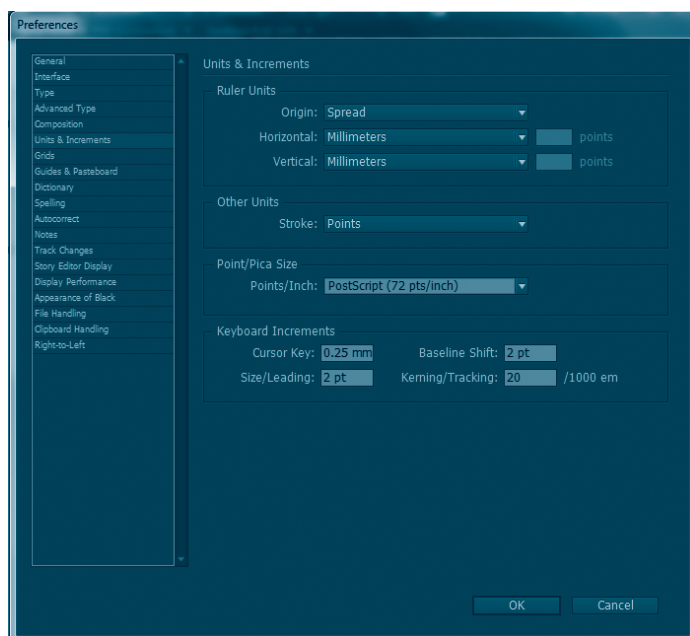 Preferences
General
Interface
Type
Advanced Type
Composition
Units & Increments
Grids
Guides & Pasteboard
Dictionary
Spelling
Autocorrect
Notes
Track Changes
Story Editor Display
Display Performance
Appearance of Black
File Handling
Clipboard Handling
Right-to-Left
Units & Increments
Ruler Units
Origin: Spread
Horizontal: Millimeters points
Vertical: Millimeters points
Other Units
Stroke: Points
Point/Pica Size
Points/Inch: PostScript (72 pts/inch)
Keyboard Increments
Cursor Key: 0.25 mm Baseline Shift: 2 pt
Size/Leading: 2 pt Kerning/Tracking: 20 /1000 em
OK Cancel